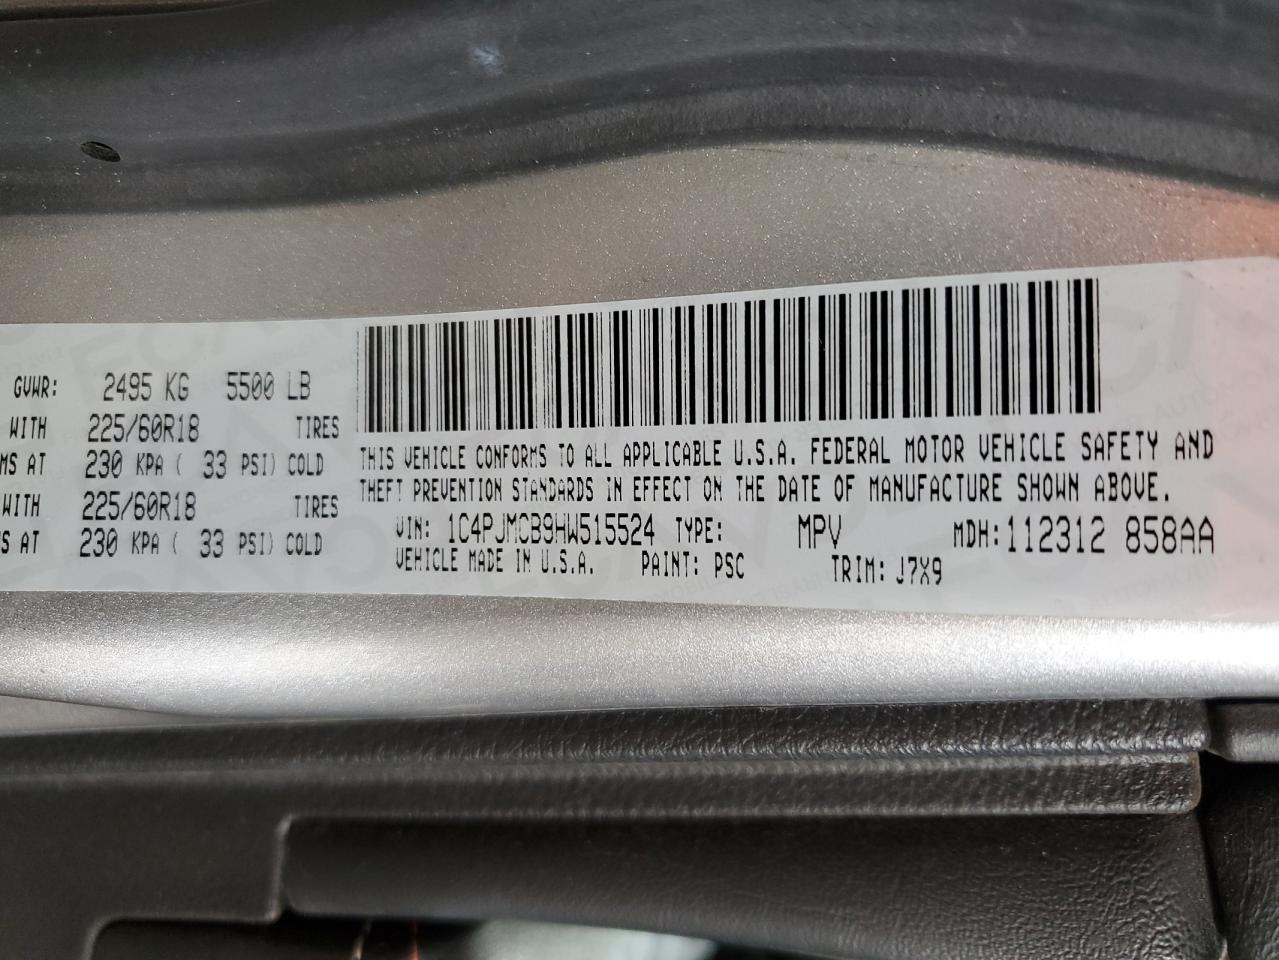 GVWR: 2495 KG 5500 LB
WITH 225/60R18 TIRES
MS AT 230 KPA ( 33 PSI) COLD
WITH 225/60R18 TIRES
S AT 230 KPA ( 33 PSI) COLD
THIS VEHICLE CONFORMS TO ALL APPLICABLE U.S.A. FEDERAL MOTOR VEHICLE SAFETY AND
THEFT PREVENTION STANDARDS IN EFFECT ON THE DATE OF MANUFACTURE SHOWN ABOVE.
VIN: 1C4PJMCB9HW515524 TYPE: MPV MDH:112312 858AA
VEHICLE MADE IN U.S.A. PAINT: PSC TRIM: J7X9